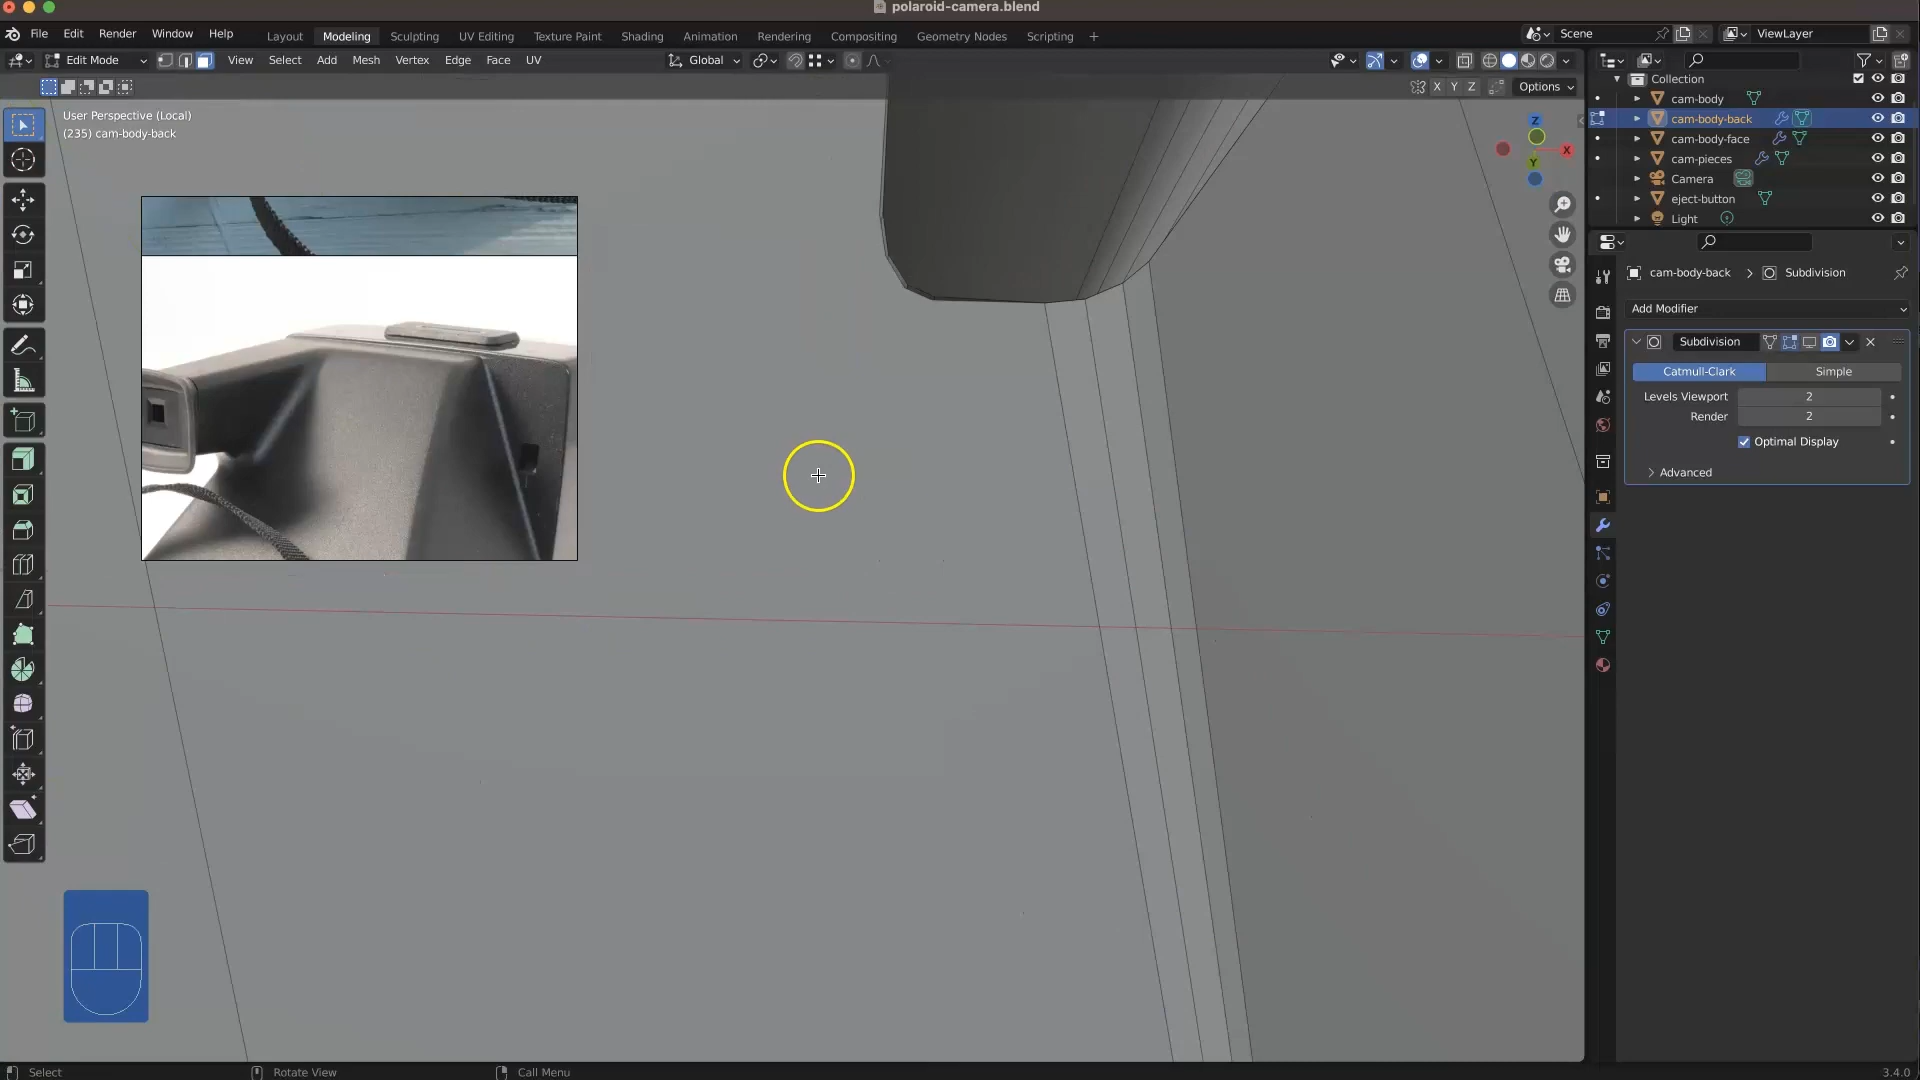 polaroid-camera.blend
File Edit Render Window Help
Layout Modeling Sculpting UV Editing Texture Paint Shading Animation Rendering Compositing Geometry Nodes Scripting +
Scene
ViewLayer
Edit Mode
View Select Add Mesh Vertex Edge Face UV
Global
X Y Z
Options
User Perspective (Local)
(235) cam-body-back
Z
X
Y
Collection
cam-body
cam-body-back
cam-body-face
cam-pieces
Camera
eject-button
Light
cam-body-back > Subdivision
Add Modifier
Subdivision
Catmull-Clark Simple
Levels Viewport 2
Render 2
Optimal Display
Advanced
Select
Rotate View
Call Menu
3.4.0